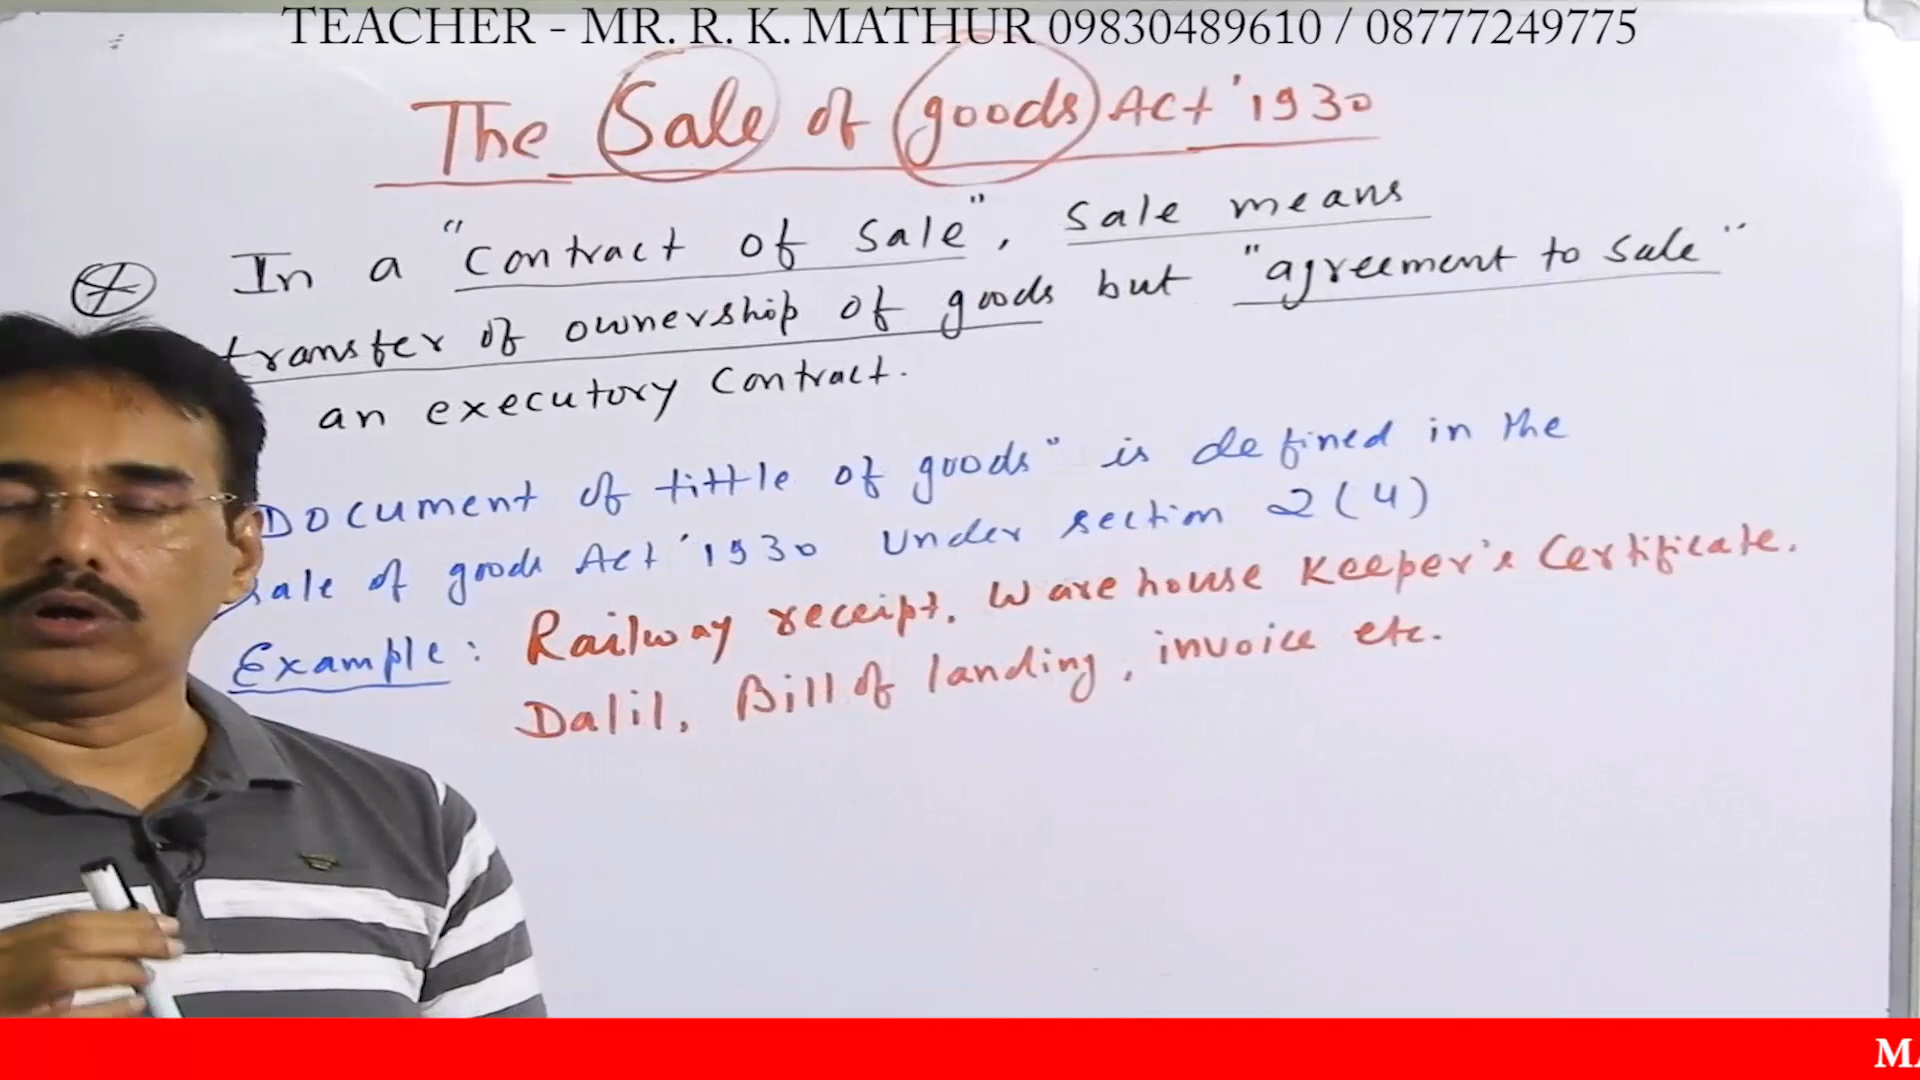 TEACHER - MR. R. K. MATHUR 09830489610 / 08777249775
The Sale of goods Act '1930
In a "contract of sale", sale means
transfer of ownership of goods but "agreement to sale"
an executory contract.
Document of tittle of goods" is defined in the
sale of goods Act '1930 under section 2(4)
Example: Railway receipt. Ware house Keeper's Certificate.
Dalil, Bill of landing, invoice etc.
MA